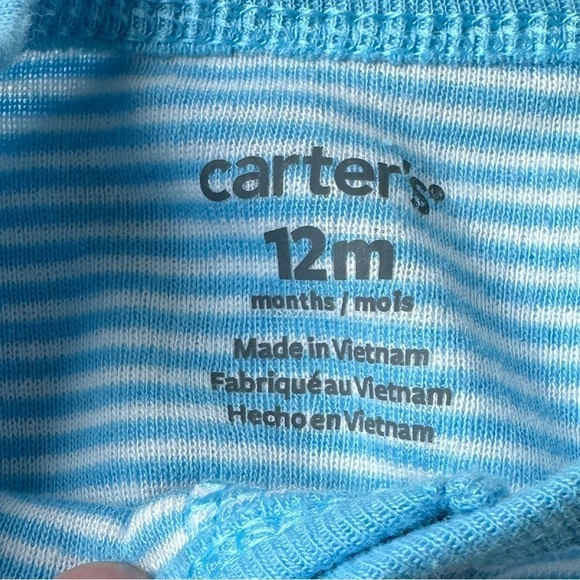 carter's®
12m
months / mois
Made in Vietnam
Fabriqué au Vietnam
Hecho en Vietnam